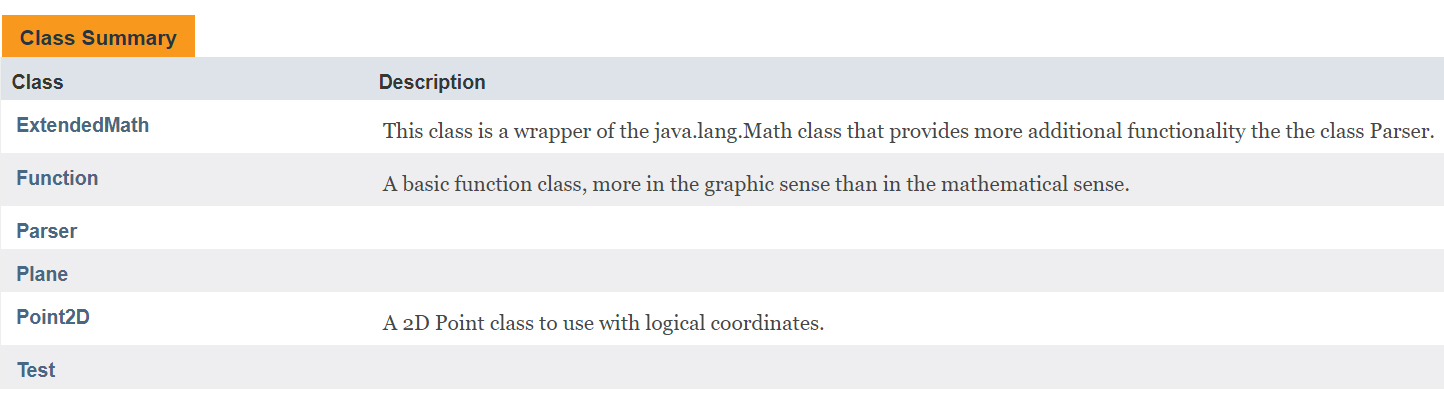 Class Summary
Class Description
ExtendedMath This class is a wrapper of the java.lang.Math class that provides more additional functionality the the class Parser.
Function A basic function class, more in the graphic sense than in the mathematical sense.
Parser
Plane
Point2D A 2D Point class to use with logical coordinates.
Test